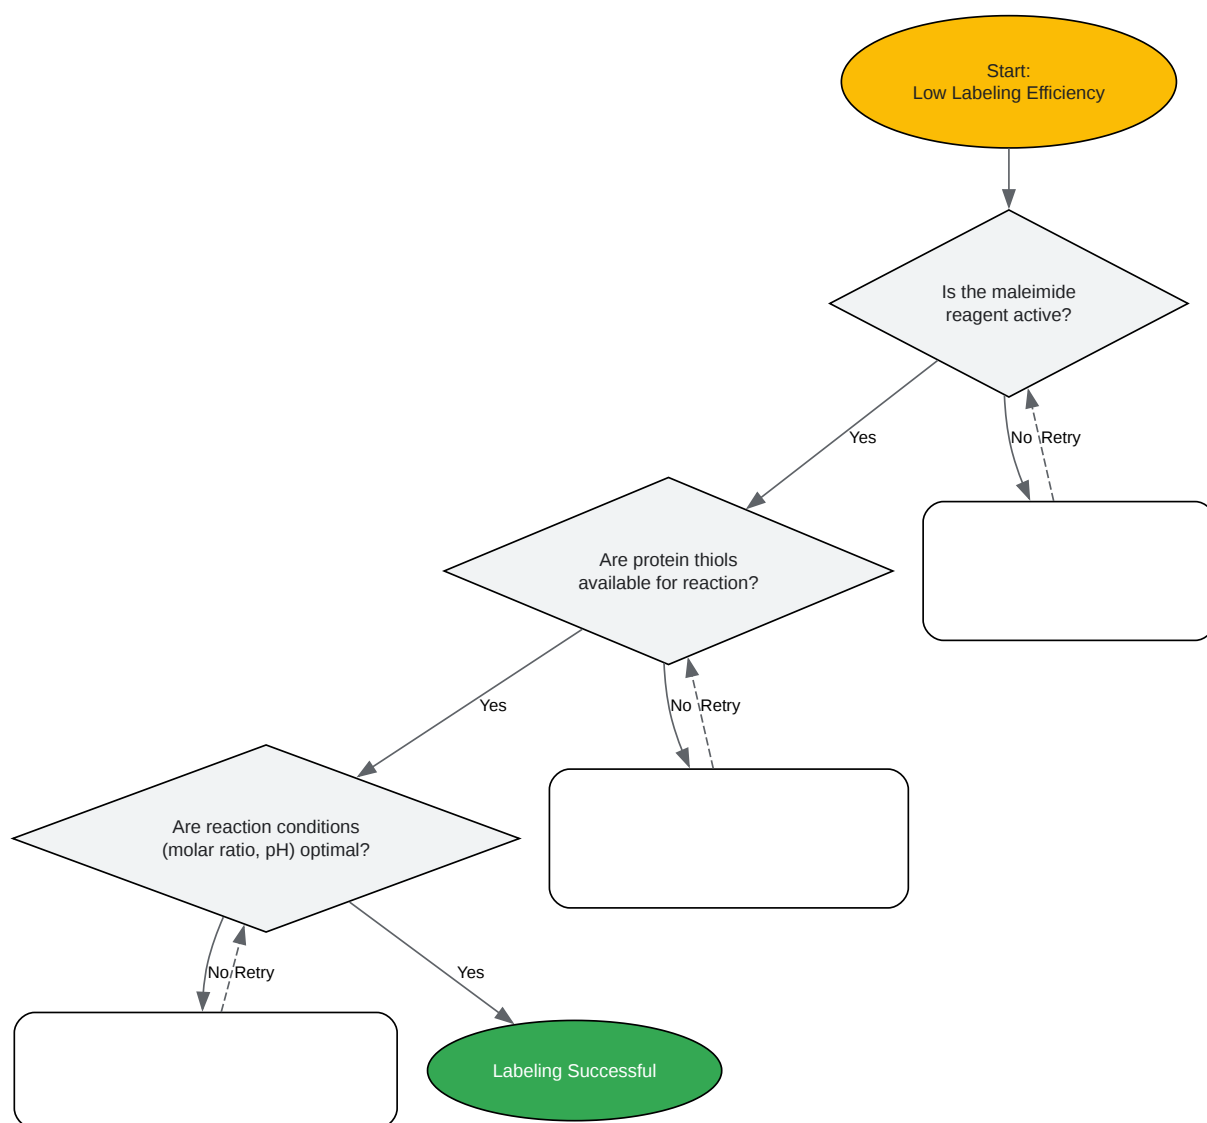 Start:
Low Labeling Efficiency
Is the maleimide
reagent active?
Yes
No
Retry
Are protein thiols
available for reaction?
Yes
No
Retry
Are reaction conditions
(molar ratio, pH) optimal?
No
Retry
Yes
Labeling Successful